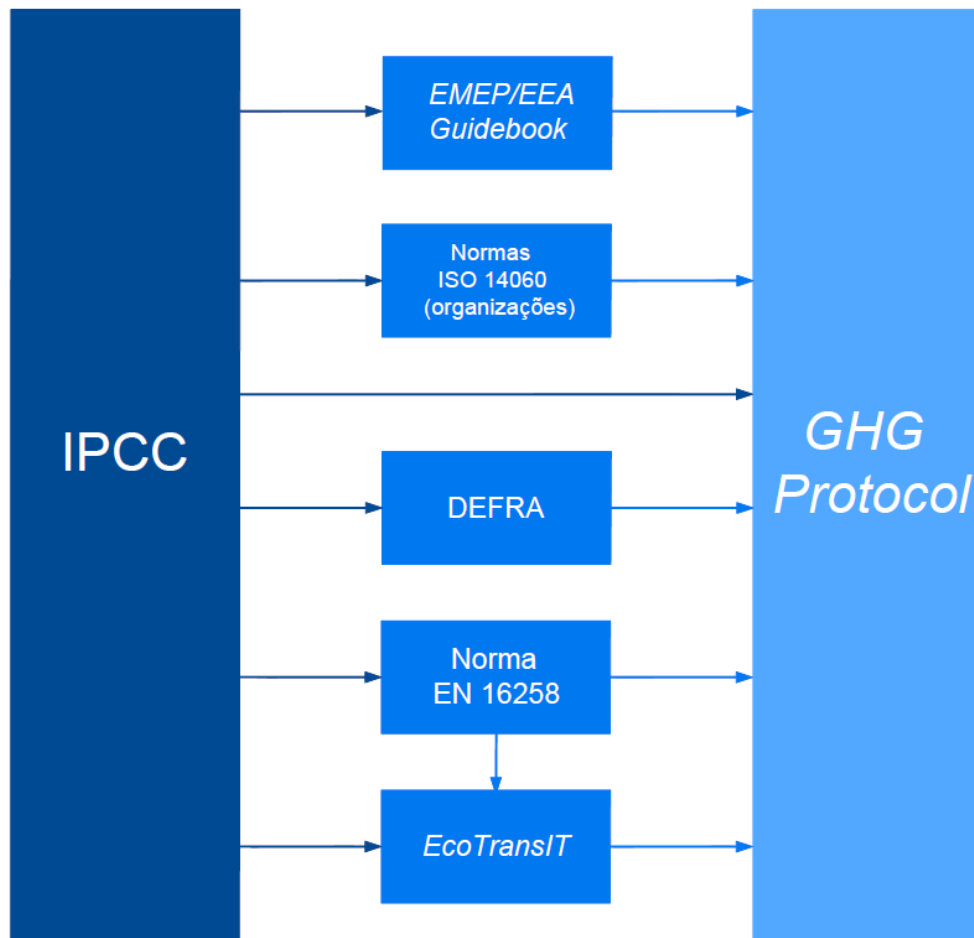 EMEP/EEA
Guidebook
Normas
ISO 14060
(organizações)
IPCC
GHG
Protocol
DEFRA
Norma
EN 16258
EcoTransIT